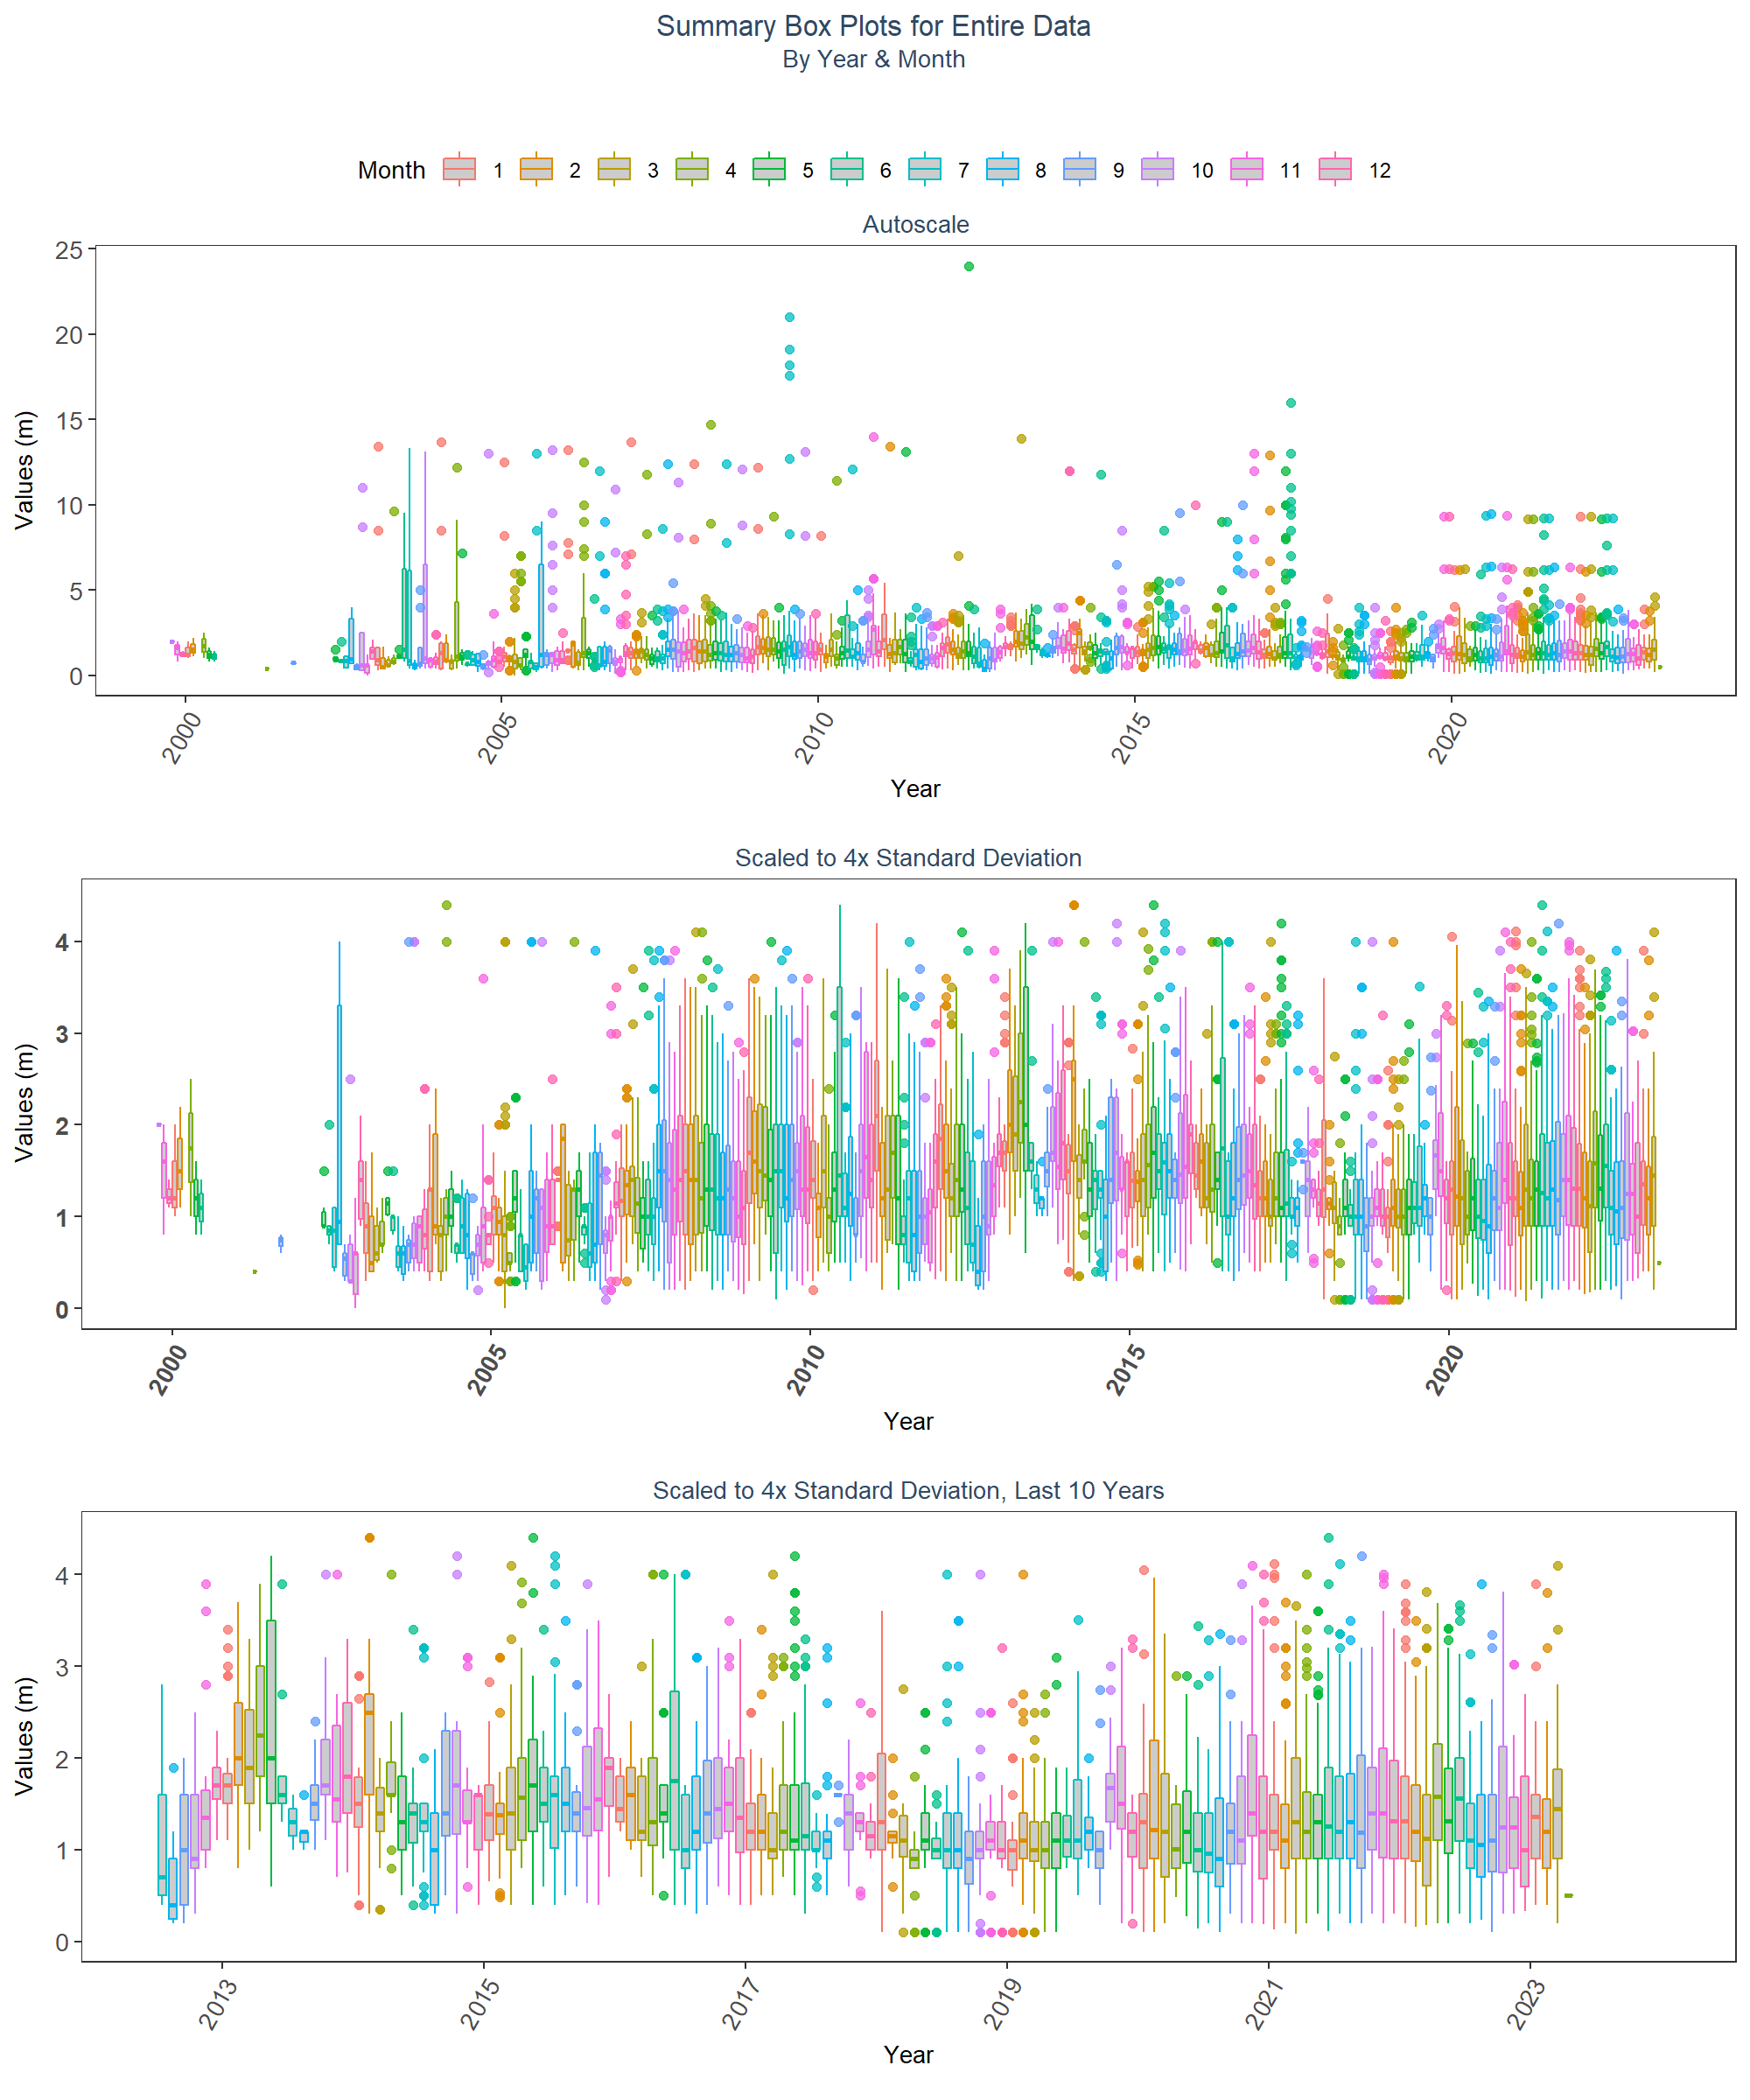 Summary Box Plots for Entire Data
By Year & Month
Month 1 2 3 4 5 6 7 8 9 10 11 12
Autoscale
25
20
15
10
5
0
Values (m)
2000 2005 2010 2015 2020
Year
Scaled to 4x Standard Deviation
4
3
2
1
0
Values (m)
2000 2005 2010 2015 2020
Year
Scaled to 4x Standard Deviation, Last 10 Years
4
3
2
1
0
Values (m)
2013 2015 2017 2019 2021 2023
Year